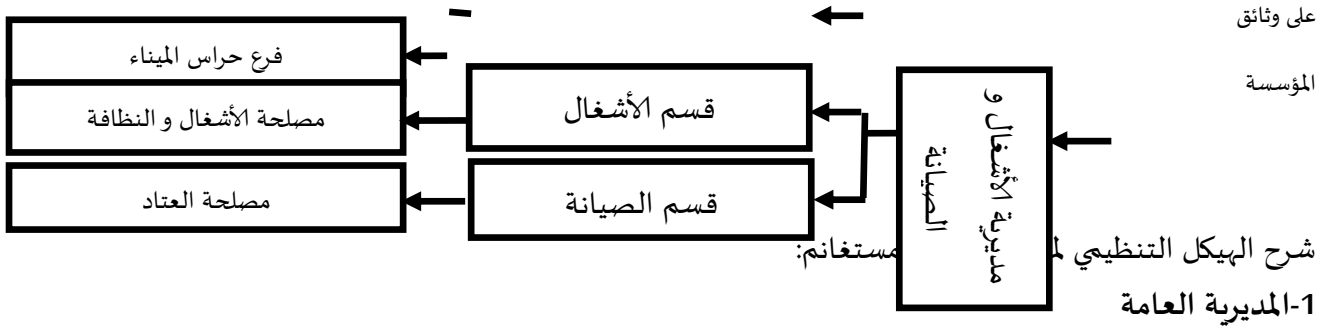 على وثائق
فرع حراس الميناء
المؤسسة
مديرية الأشغال و
الصيانة
قسم الأشغال
مصلحة الأشغال و النظافة
قسم الصيانة
مصلحة العتاد
شرح الهيكل التنظيمي مستغانم:
1-المديرية العامة